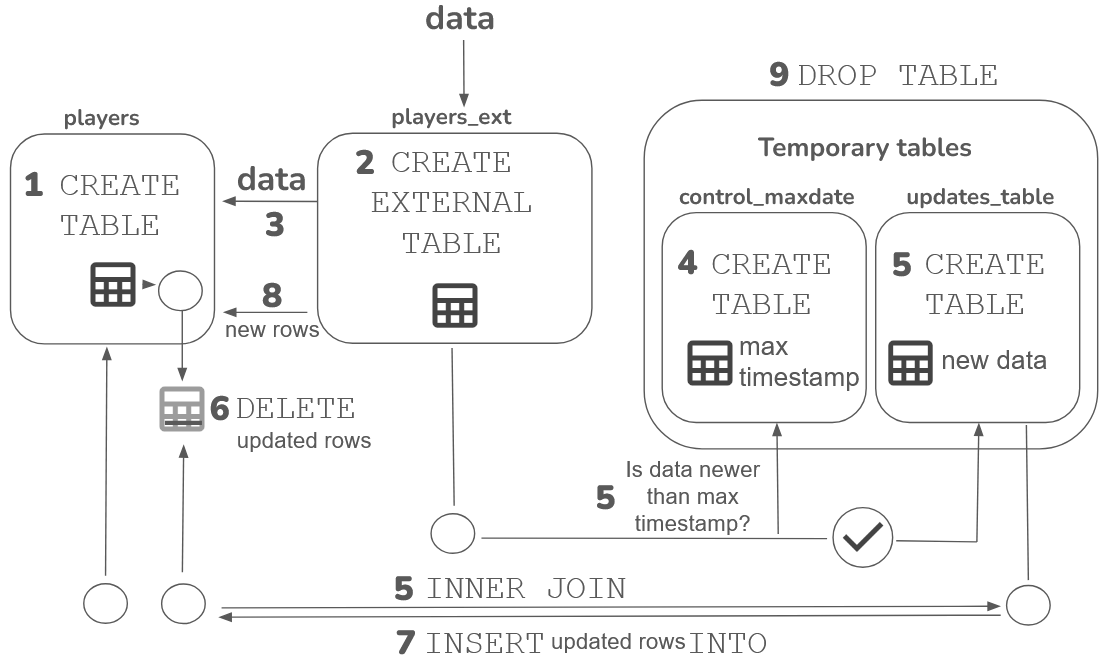 data
9 DROP TABLE
players
players_ext
1 CREATE
TABLE
data
3
2 CREATE
EXTERNAL
TABLE
8
new rows
Temporary tables
control_maxdate
updates_table
4 CREATE
TABLE
max
timestamp
5 CREATE
TABLE
new data
6 DELETE
updated rows
5
Is data newer
than max
timestamp?
5 INNER JOIN
7 INSERT updated rows INTO